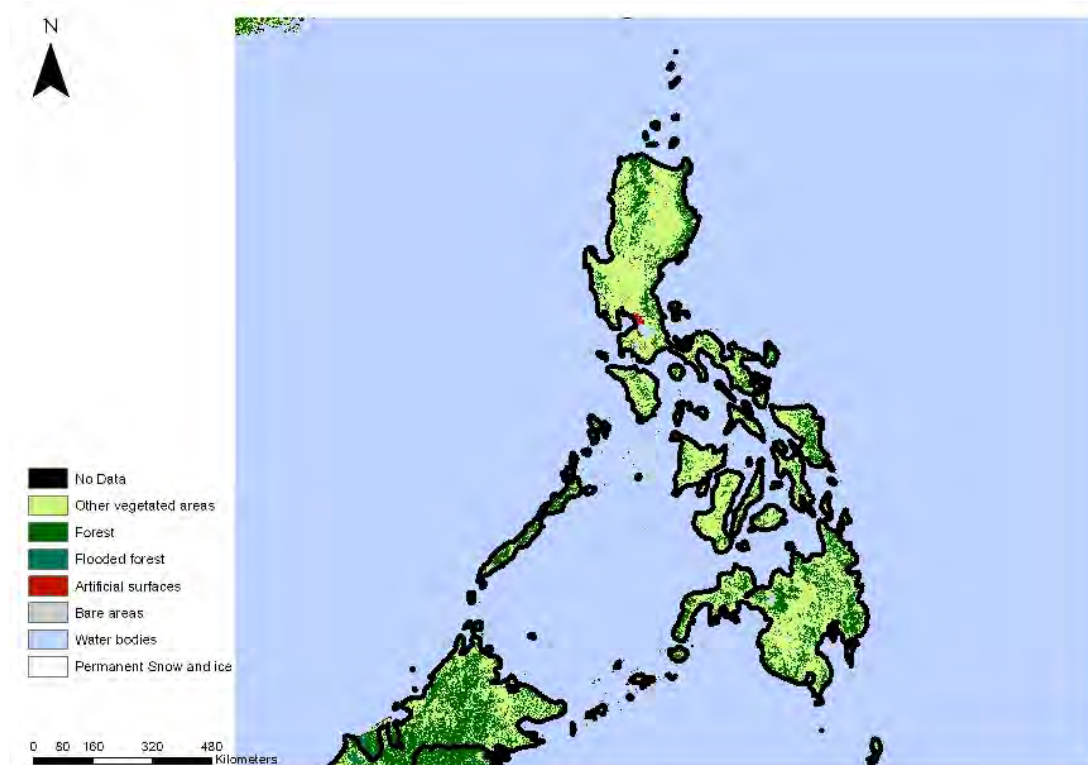 N
No Data
Other vegetated areas
Forest
Flooded forest
Artificial surfaces
Bare areas
Water bodies
Permanent Snow and ice
0 80 160 320 480
Kilometers